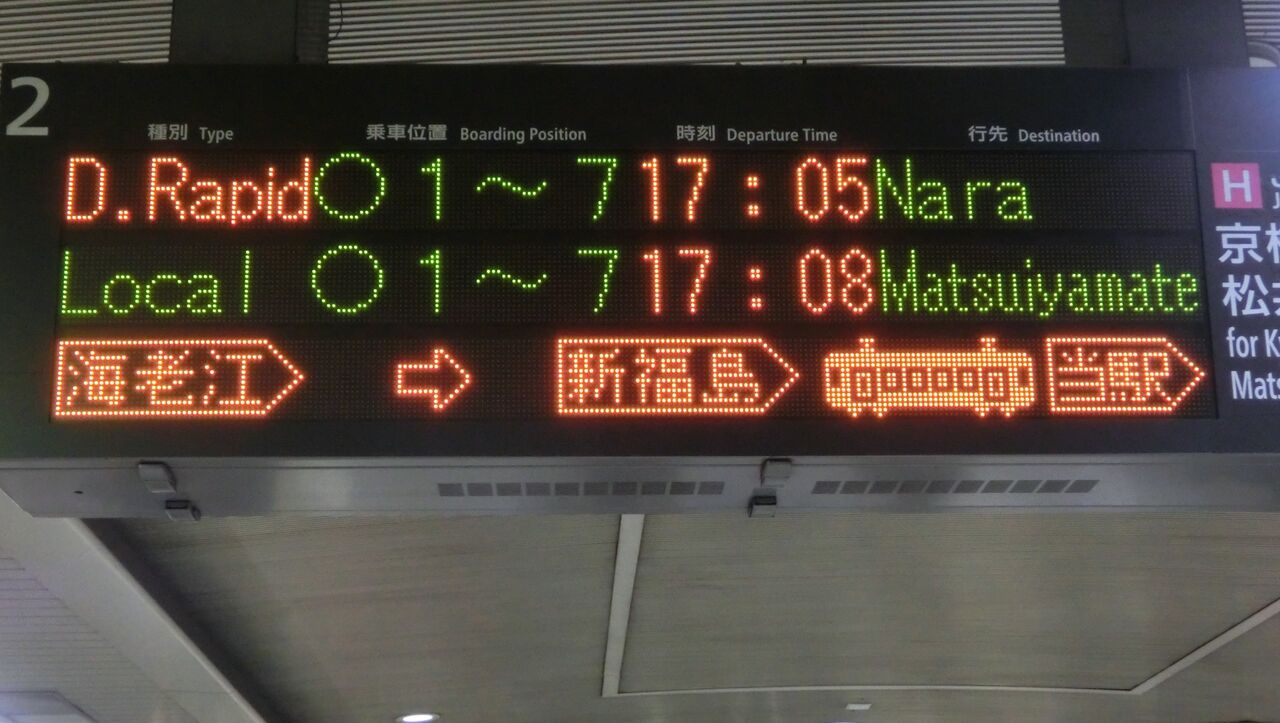 2
種別 Type 乗車位置 Boarding Position 時刻 Departure Time 行先 Destination
D.Rapid ○ 1～7 17:05 Nara
Local ○ 1～7 17:08 Matsuiyamate
海老江 ⇨ 新福島 当駅
H
京
松
for